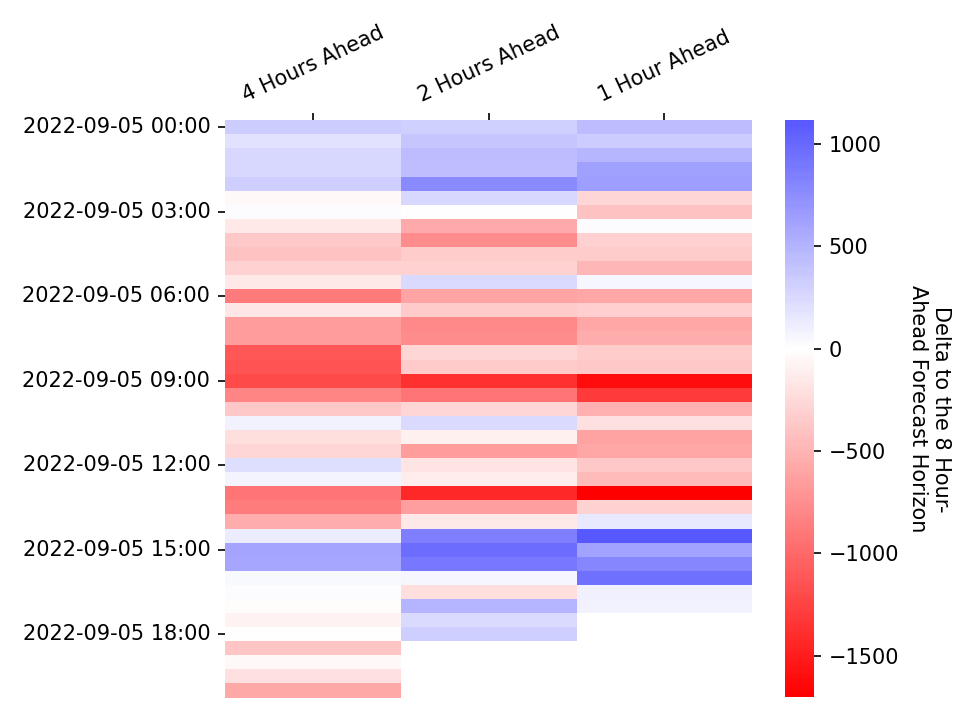 4 Hours Ahead
2 Hours Ahead
1 Hour Ahead
2022-09-05 00:00
2022-09-05 03:00
2022-09-05 06:00
2022-09-05 09:00
2022-09-05 12:00
2022-09-05 15:00
2022-09-05 18:00
1000
500
0
−500
−1000
−1500
Delta to the 8 Hour-
Ahead Forecast Horizon